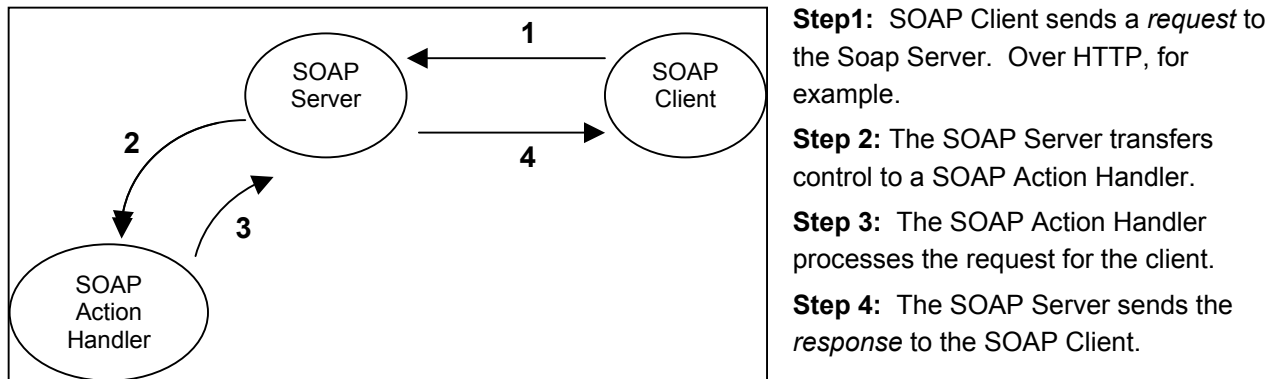 1
SOAP
Server
SOAP
Client
2
4
3
SOAP
Action
Handler
Step1: SOAP Client sends a request to
the Soap Server. Over HTTP, for
example.
Step 2: The SOAP Server transfers
control to a SOAP Action Handler.
Step 3: The SOAP Action Handler
processes the request for the client.
Step 4: The SOAP Server sends the
response to the SOAP Client.